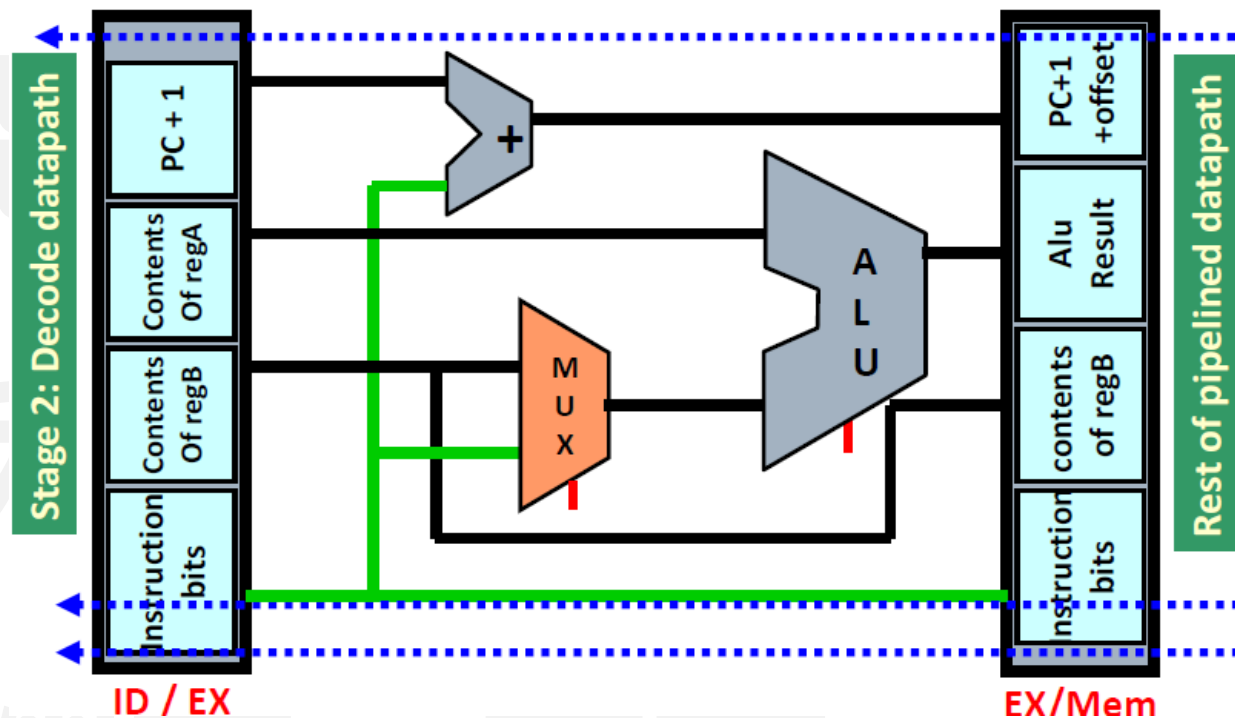 Stage 2: Decode datapath
PC + 1
Contents
Of regA
Contents
Of regB
Instruction
bits
ID / EX
+
M
U
X
A
L
U
PC+1
+offset
Alu
Result
contents
of regB
Instruction
bits
EX/Mem
Rest of pipelined datapath